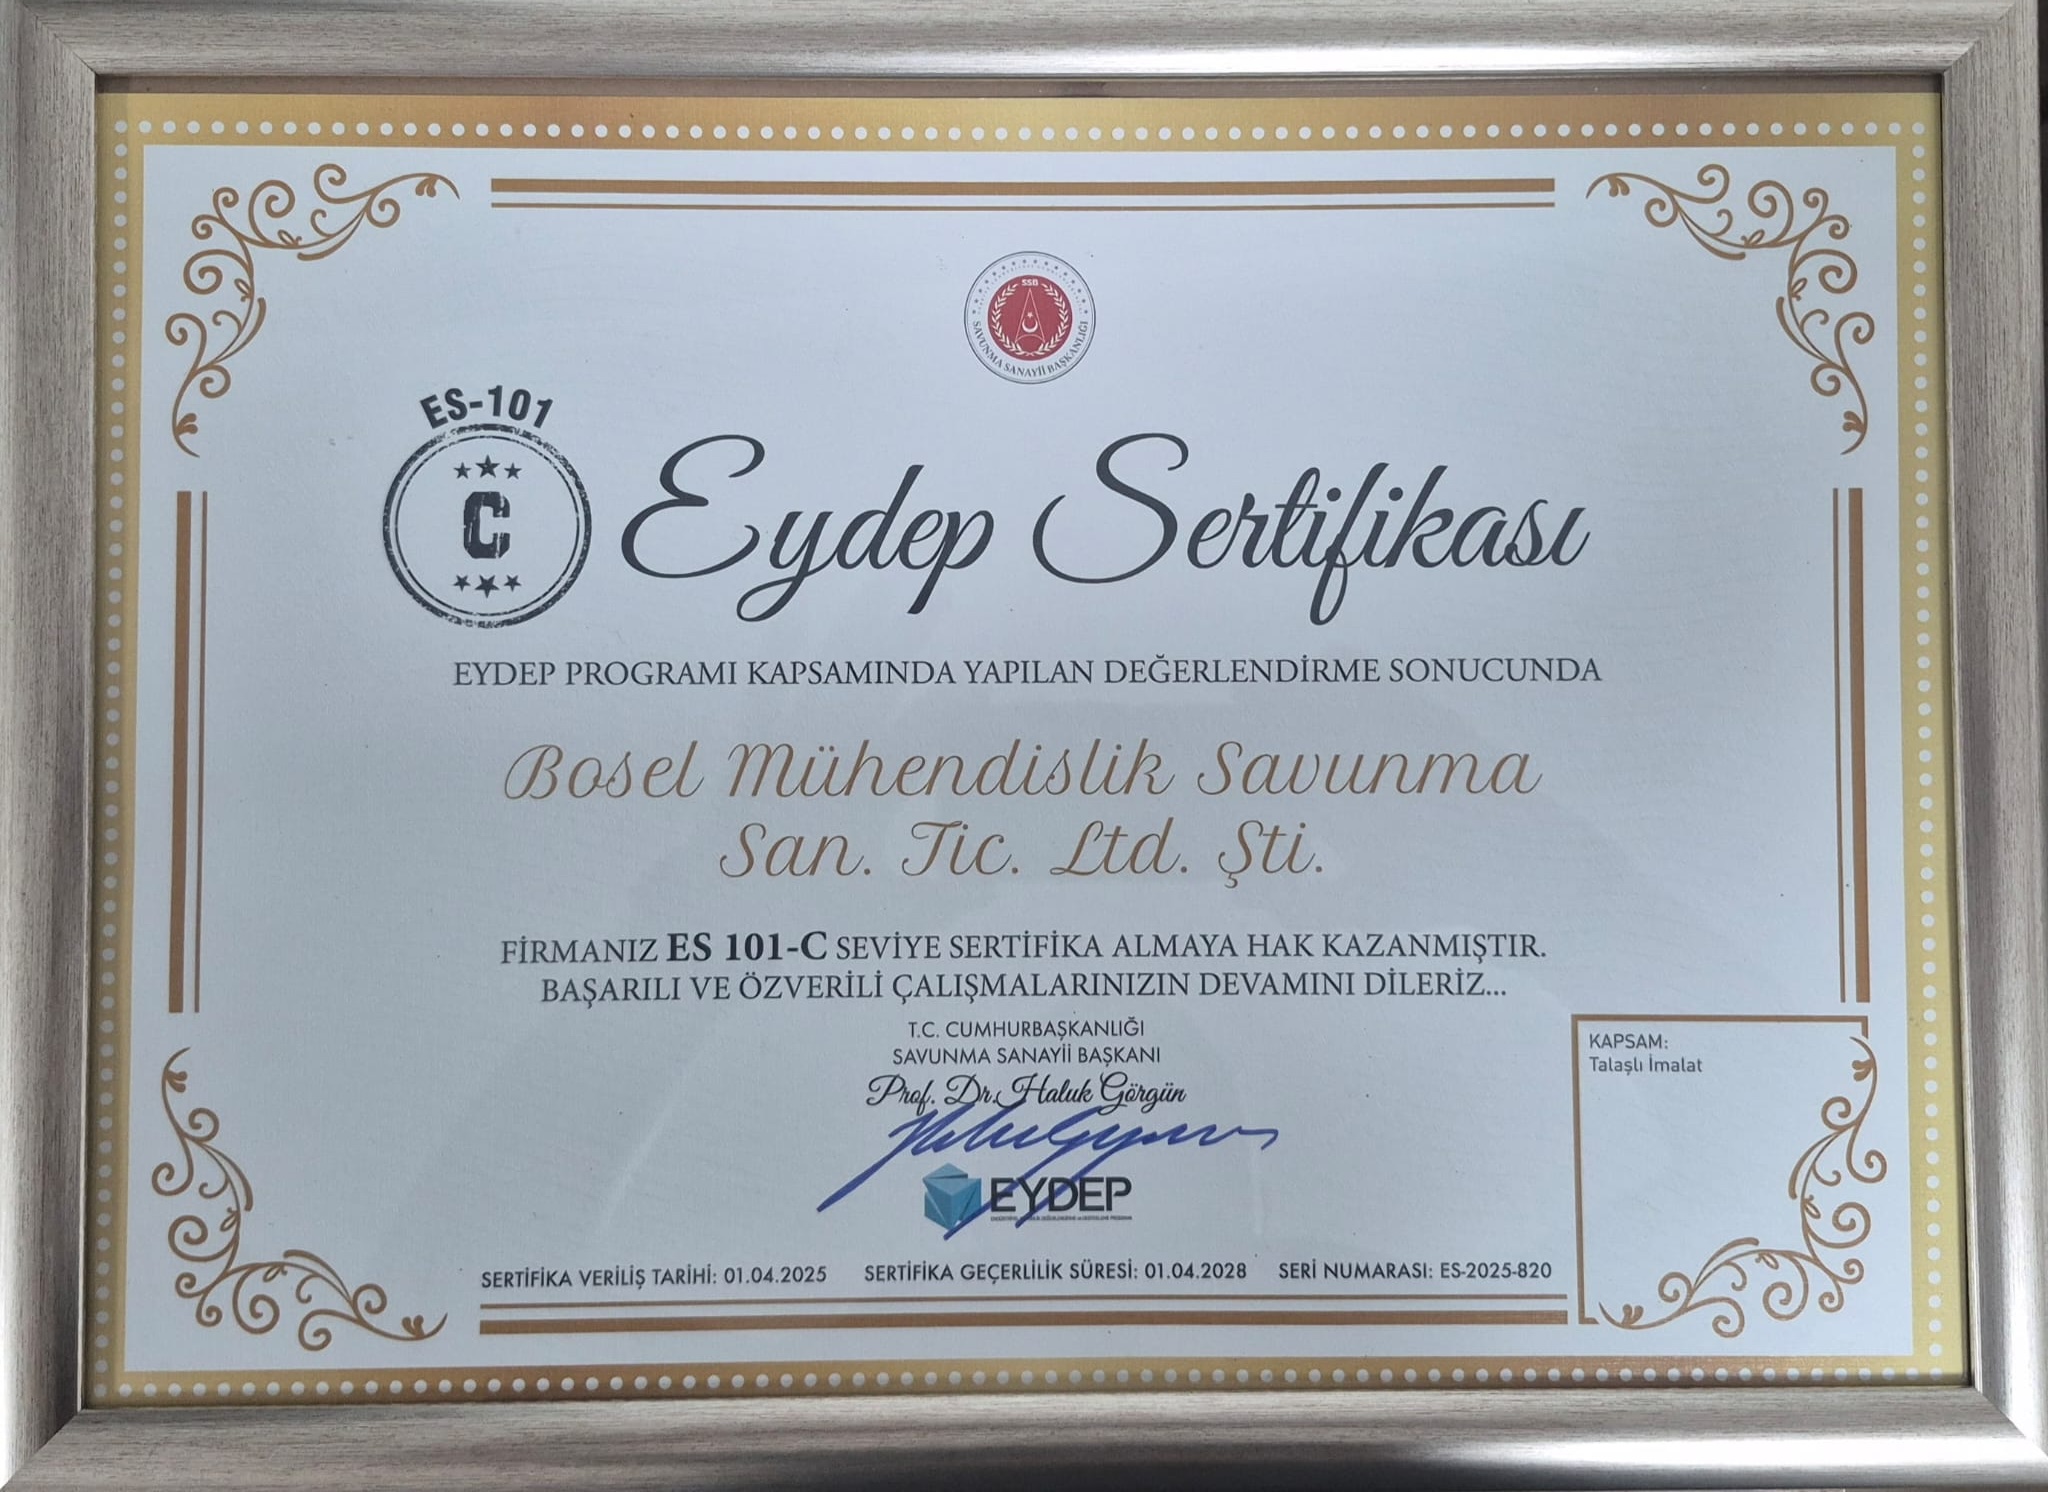 SSB
SAVUNMA SANAYİİ BAŞKANLIĞI
ES-101
C
Eydep Sertifikası
EYDEP PROGRAMI KAPSAMINDA YAPILAN DEĞERLENDİRME SONUCUNDA
Bosel Mühendislik Savunma
San. Tic. Ltd. Şti.
FİRMANIZ ES 101-C SEVİYE SERTİFİKA ALMAYA HAK KAZANMIŞTIR.
BAŞARILI VE ÖZVERİLİ ÇALIŞMALARINIZIN DEVAMINI DİLERİZ...
T.C. CUMHURBAŞKANLIĞI
SAVUNMA SANAYİİ BAŞKANI
Prof. Dr. Haluk Görgün
EYDEP
KAPSAM:
Talaşlı İmalat
SERTİFİKA VERİLİŞ TARİHİ: 01.04.2025 SERTİFİKA GEÇERLİLİK SÜRESİ: 01.04.2028 SERİ NUMARASI: ES-2025-820